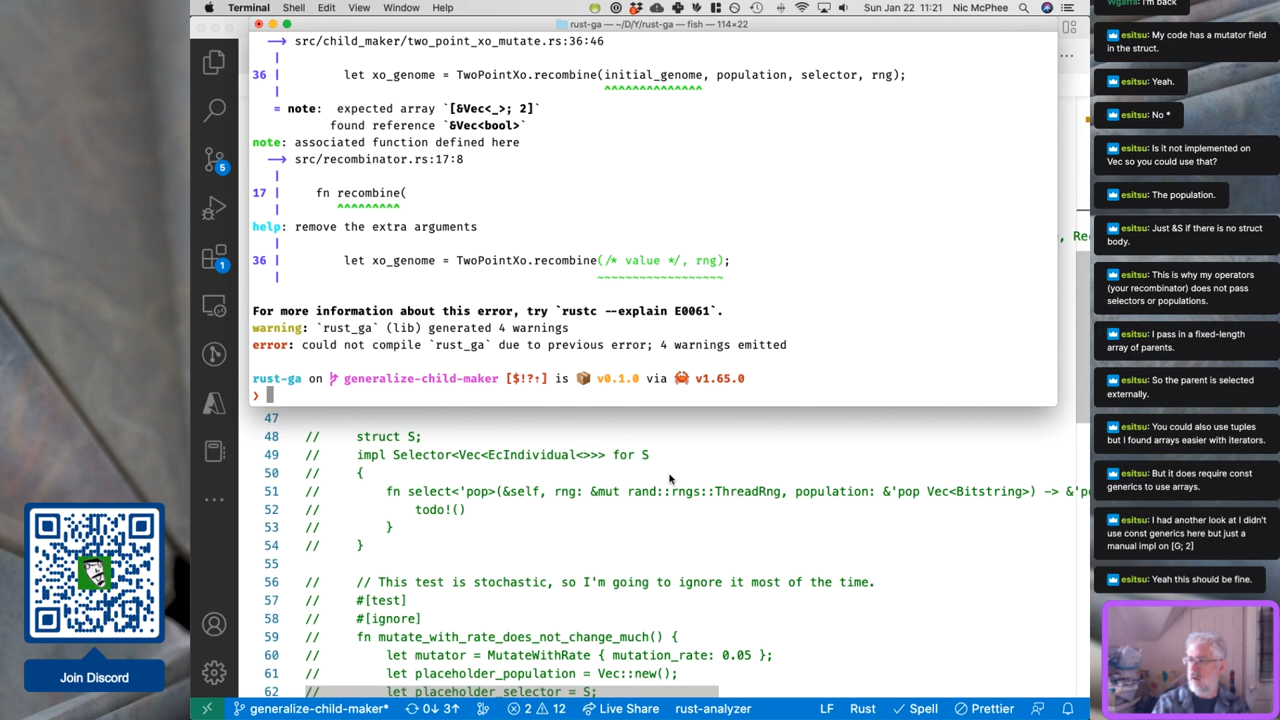 Terminal Shell Edit View Window Help
Sun Jan 22 11:21 Nic McPhee
rust-ga — ~/D/Y/rust-ga — fish — 114×22
--> src/child_maker/two_point_xo_mutate.rs:36:46
|
36 | let xo_genome = TwoPointXo.recombine(initial_genome, population, selector, rng);
| ^^^^^^^^^^^^^^
= note: expected array `[&Vec<_>; 2]`
found reference `&Vec<bool>`
note: associated function defined here
--> src/recombinator.rs:17:8
|
17 | fn recombine(
| ^^^^^^^^^
help: remove the extra arguments
|
36 | let xo_genome = TwoPointXo.recombine(/* value */, rng);
| ~~~~~~~~~~~~~~~~~~
For more information about this error, try `rustc --explain E0061`.
warning: `rust_ga` (lib) generated 4 warnings
error: could not compile `rust_ga` due to previous error; 4 warnings emitted
rust-ga on generalize-child-maker [$!?↑] is 📦 v0.1.0 via 🦀 v1.65.0
❯
5
1
, Rec
47
48 // struct S;
49 // impl Selector<Vec<EcIndividual<>>> for S
50 // {
51 // fn select<'pop>(&self, rng: &mut rand::rngs::ThreadRng, population: &'pop Vec<Bitstring>) -> &'po
52 // todo!()
53 // }
54 // }
55
56 // // This test is stochastic, so I'm going to ignore it most of the time.
57 // #[test]
58 // #[ignore]
59 // fn mutate_with_rate_does_not_change_much() {
60 // let mutator = MutateWithRate { mutation_rate: 0.05 };
61 // let placeholder_population = Vec::new();
62 // let placeholder_selector = S;
generalize-child-maker* 0↓ 3↑ 2 12 Live Share rust-analyzer LF Rust Spell Prettier
Join Discord
Wgaffa: I'm back
esitsu: My code has a mutator field
in the struct.
esitsu: Yeah.
esitsu: No *
esitsu: Is it not implemented on
Vec so you could use that?
esitsu: The population.
esitsu: Just &S if there is no struct
body.
esitsu: This is why my operators
(your recombinator) does not pass
selectors or populations.
esitsu: I pass in a fixed-length
array of parents.
esitsu: So the parent is selected
externally.
esitsu: You could also use tuples
but I found arrays easier with iterators.
esitsu: But it does require const
generics to use arrays.
esitsu: I had another look at I didn't
use const generics here but just a
manual impl on [G; 2]
esitsu: Yeah this should be fine.